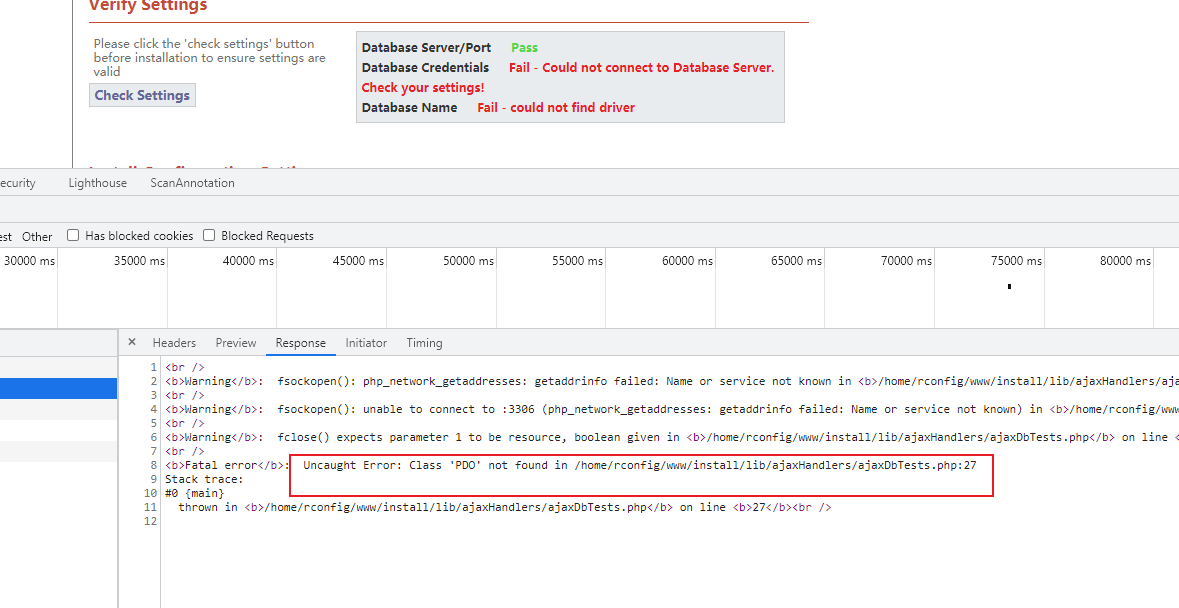 Verify Settings
Please click the 'check settings' button
before installation to ensure settings are
valid
Check Settings
Database Server/Port Pass
Database Credentials Fail - Could not connect to Database Server.
Check your settings!
Database Name Fail - could not find driver
ecurity Lighthouse ScanAnnotation
est Other Has blocked cookies Blocked Requests
30000 ms 35000 ms 40000 ms 45000 ms 50000 ms 55000 ms 60000 ms 65000 ms 70000 ms 75000 ms 80000 ms
× Headers Preview Response Initiator Timing
1 <br />
2 <b>Warning</b>: fsockopen(): php_network_getaddresses: getaddrinfo failed: Name or service not known in <b>/home/rconfig/www/install/lib/ajaxHandlers/aja
3 <br />
4 <b>Warning</b>: fsockopen(): unable to connect to :3306 (php_network_getaddresses: getaddrinfo failed: Name or service not known) in <b>/home/rconfig/www
5 <br />
6 <b>Warning</b>: fclose() expects parameter 1 to be resource, boolean given in <b>/home/rconfig/www/install/lib/ajaxHandlers/ajaxDbTests.php</b> on line <
7 <br />
8 <b>Fatal error</b>: Uncaught Error: Class 'PDO' not found in /home/rconfig/www/install/lib/ajaxHandlers/ajaxDbTests.php:27
9 Stack trace:
10 #0 {main}
11 thrown in <b>/home/rconfig/www/install/lib/ajaxHandlers/ajaxDbTests.php</b> on line <b>27</b><br />
12